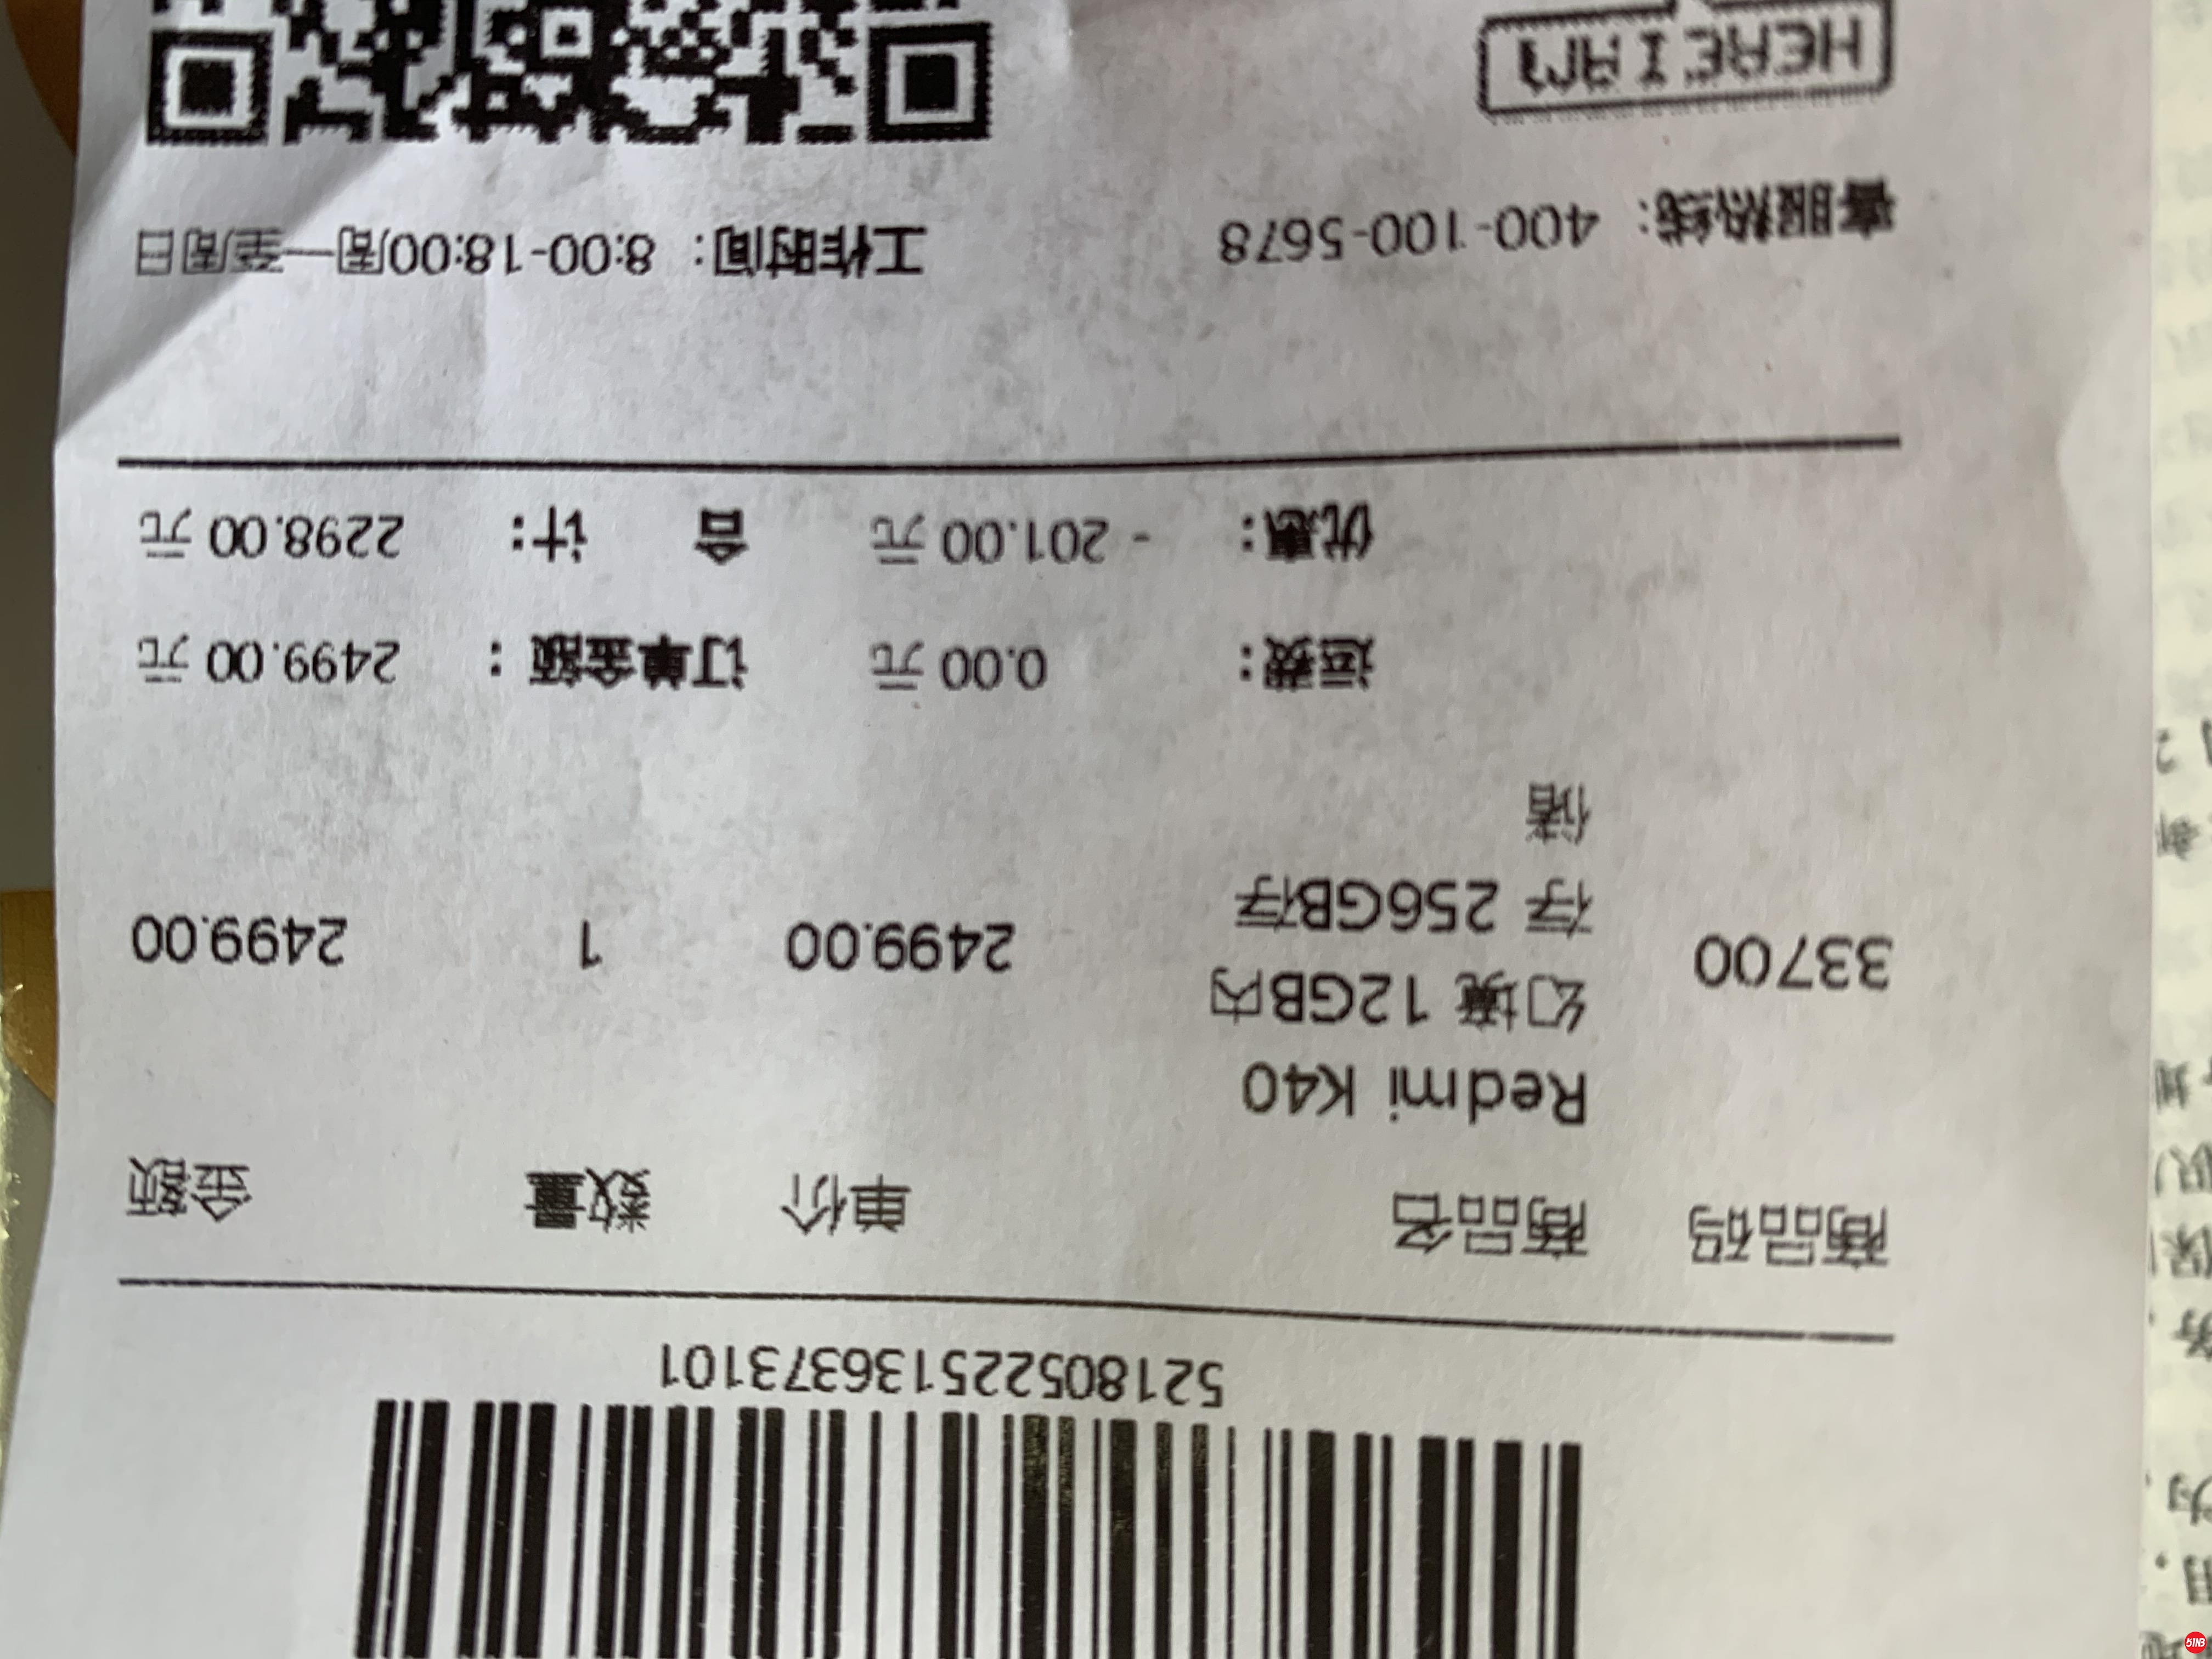 521805225136373101
商品码 商品名 单价 数量 金额
33700 Redmi K40 2499.00 1 2499.00
幻境 12GB内
存 256GB存
储
运费: 0.00 元 订单金额: 2499.00 元
优惠: - 201.00 元 合 计: 2298.00 元
客服热线: 400-100-5678 工作时间: 8:00-18:00周一至周日
HERE I AM
51NB